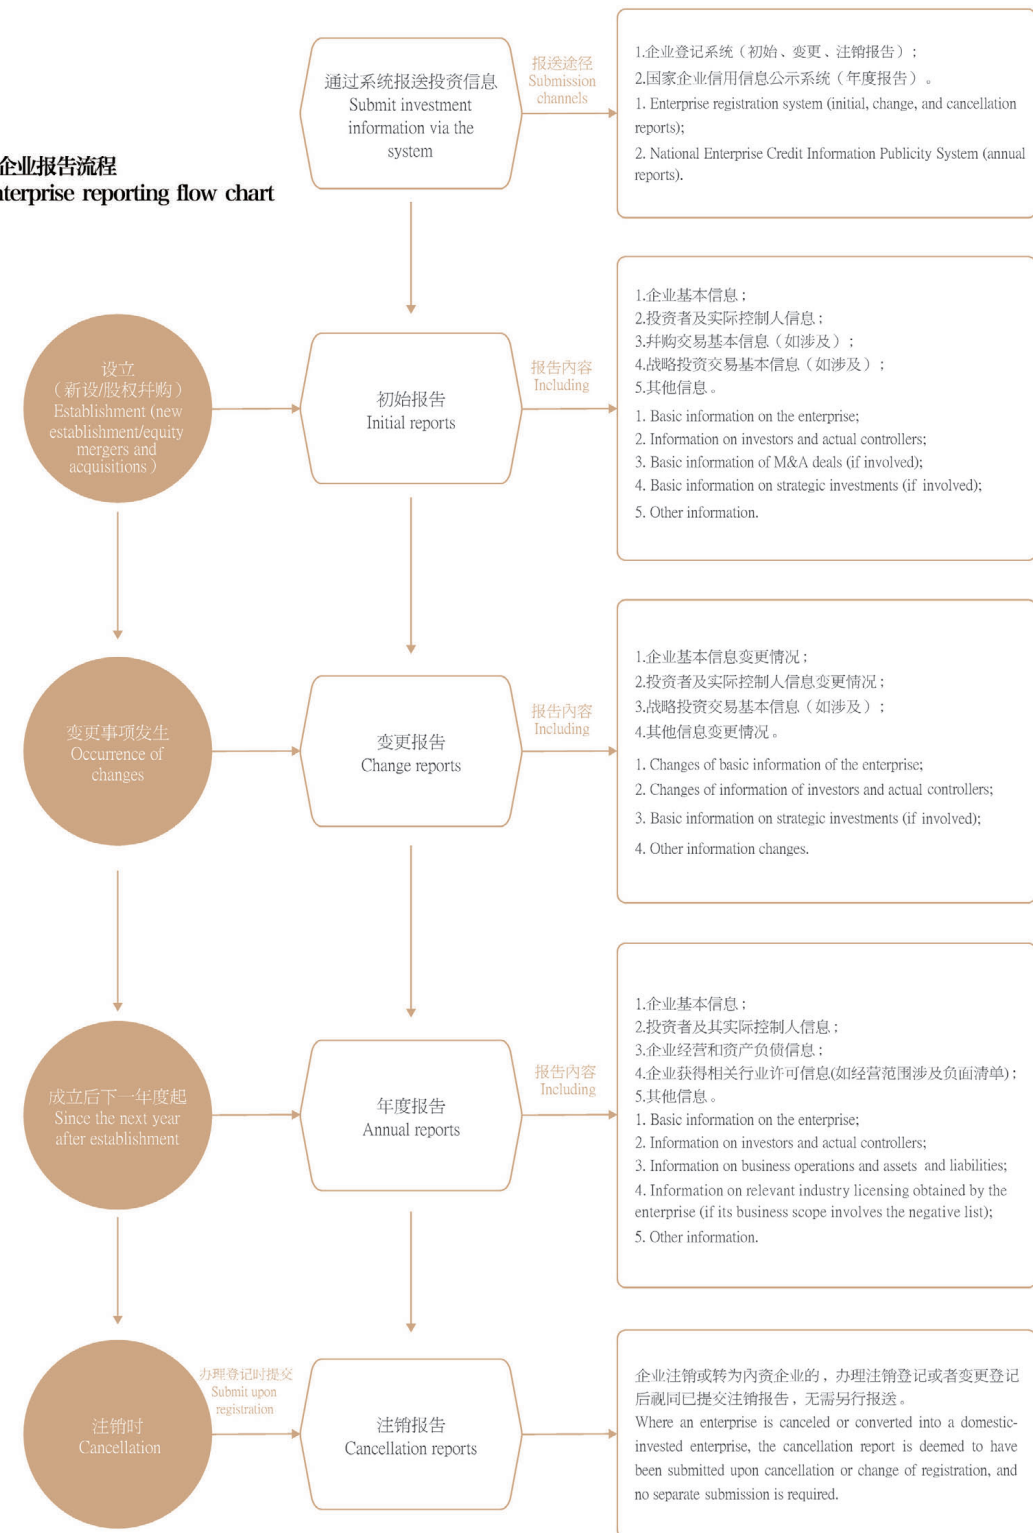 通过系统报送投资信息
Submit investment
information via the
system
报送途径
Submission
channels
1.企业登记系统（初始、变更、注销报告）；
2.国家企业信用信息公示系统（年度报告）。
1. Enterprise registration system (initial, change, and cancellation
reports);
2. National Enterprise Credit Information Publicity System (annual
reports).
企业报告流程
nterprise reporting flow chart
设立
（新设/股权并购）
Establishment (new
establishment/equity
mergers and
acquisitions）
初始报告
Initial reports
报告内容
Including
1.企业基本信息；
2.投资者及实际控制人信息；
3.并购交易基本信息（如涉及）；
4.战略投资交易基本信息（如涉及）；
5.其他信息。
1. Basic information on the enterprise;
2. Information on investors and actual controllers;
3. Basic information of M&A deals (if involved);
4. Basic information on strategic investments (if involved);
5. Other information.
变更事项发生
Occurrence of
changes
变更报告
Change reports
报告内容
Including
1.企业基本信息变更情况；
2.投资者及实际控制人信息变更情况；
3.战略投资交易基本信息（如涉及）；
4.其他信息变更情况。
1. Changes of basic information of the enterprise;
2. Changes of information of investors and actual controllers;
3. Basic information on strategic investments (if involved);
4. Other information changes.
成立后下一年度起
Since the next year
after establishment
年度报告
Annual reports
报告内容
Including
1.企业基本信息；
2.投资者及其实际控制人信息；
3.企业经营和资产负债信息；
4.企业获得相关行业许可信息(如经营范围涉及负面清单)；
5.其他信息。
1. Basic information on the enterprise;
2. Information on investors and actual controllers;
3. Information on business operations and assets and liabilities;
4. Information on relevant industry licensing obtained by the
enterprise (if its business scope involves the negative list);
5. Other information.
注销时
Cancellation
办理登记时提交
Submit upon
registration
注销报告
Cancellation reports
企业注销或转为内资企业的，办理注销登记或者变更登记
后视同已提交注销报告，无需另行报送。
Where an enterprise is canceled or converted into a domestic-
invested enterprise, the cancellation report is deemed to have
been submitted upon cancellation or change of registration, and
no separate submission is required.